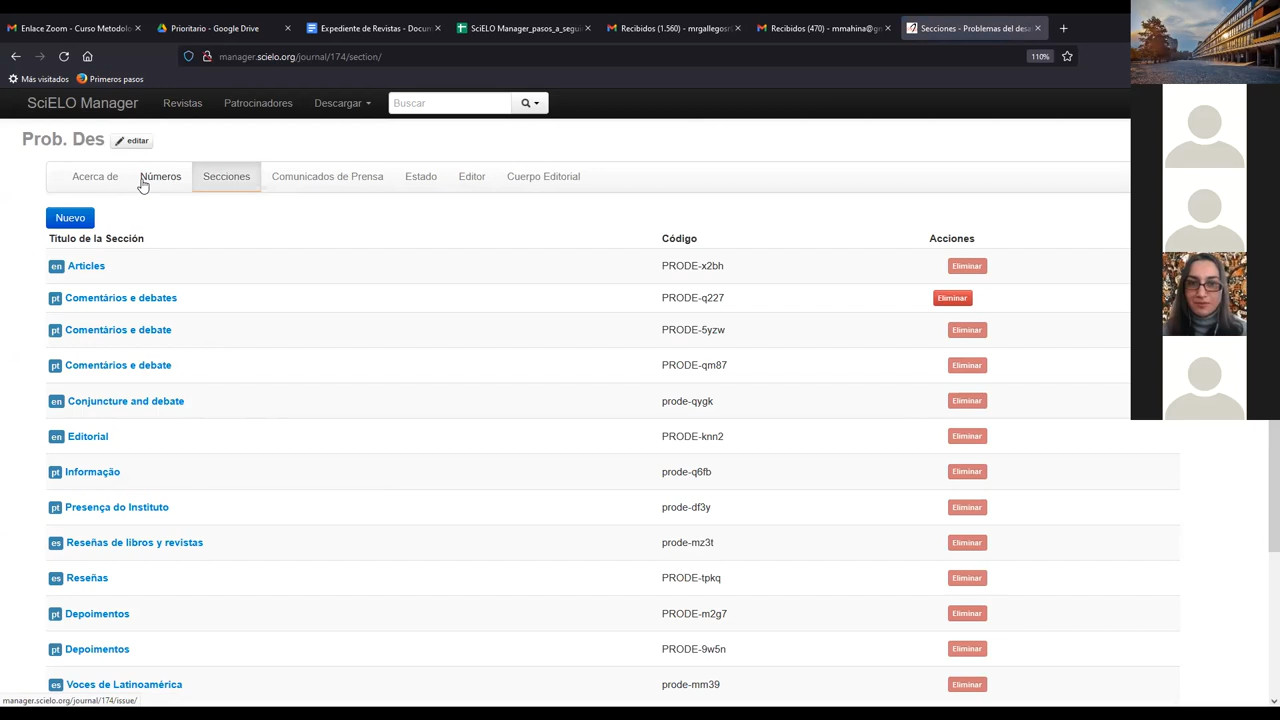 Enlace Zoom - Curso Metodolo
Prioritario - Google Drive
Expediente de Revistas - Docum
SciELO Manager_pasos_a_segui
Recibidos (1.560) - mrgallegosr
Recibidos (470) - mmahina@g
Secciones - Problemas del desa
manager.scielo.org/journal/174/section/
110%
Más visitados
Primeros pasos
SciELO Manager
Revistas
Patrocinadores
Descargar
Buscar
Prob. Des
editar
Acerca de
Números
Secciones
Comunicados de Prensa
Estado
Editor
Cuerpo Editorial
Nuevo
Titulo de la Sección Código Acciones
en Articles PRODE-x2bh Eliminar
pt Comentários e debates PRODE-q227 Eliminar
pt Comentários e debate PRODE-5yzw Eliminar
pt Comentários e debate PRODE-qm87 Eliminar
en Conjuncture and debate prode-qygk Eliminar
en Editorial PRODE-knn2 Eliminar
pt Informação prode-q6fb Eliminar
pt Presença do Instituto prode-df3y Eliminar
es Reseñas de libros y revistas prode-mz3t Eliminar
es Reseñas PRODE-tpkq Eliminar
pt Depoimentos PRODE-m2g7 Eliminar
pt Depoimentos PRODE-9w5n Eliminar
es Voces de Latinoamérica prode-mm39 Eliminar
manager.scielo.org/journal/174/issue/